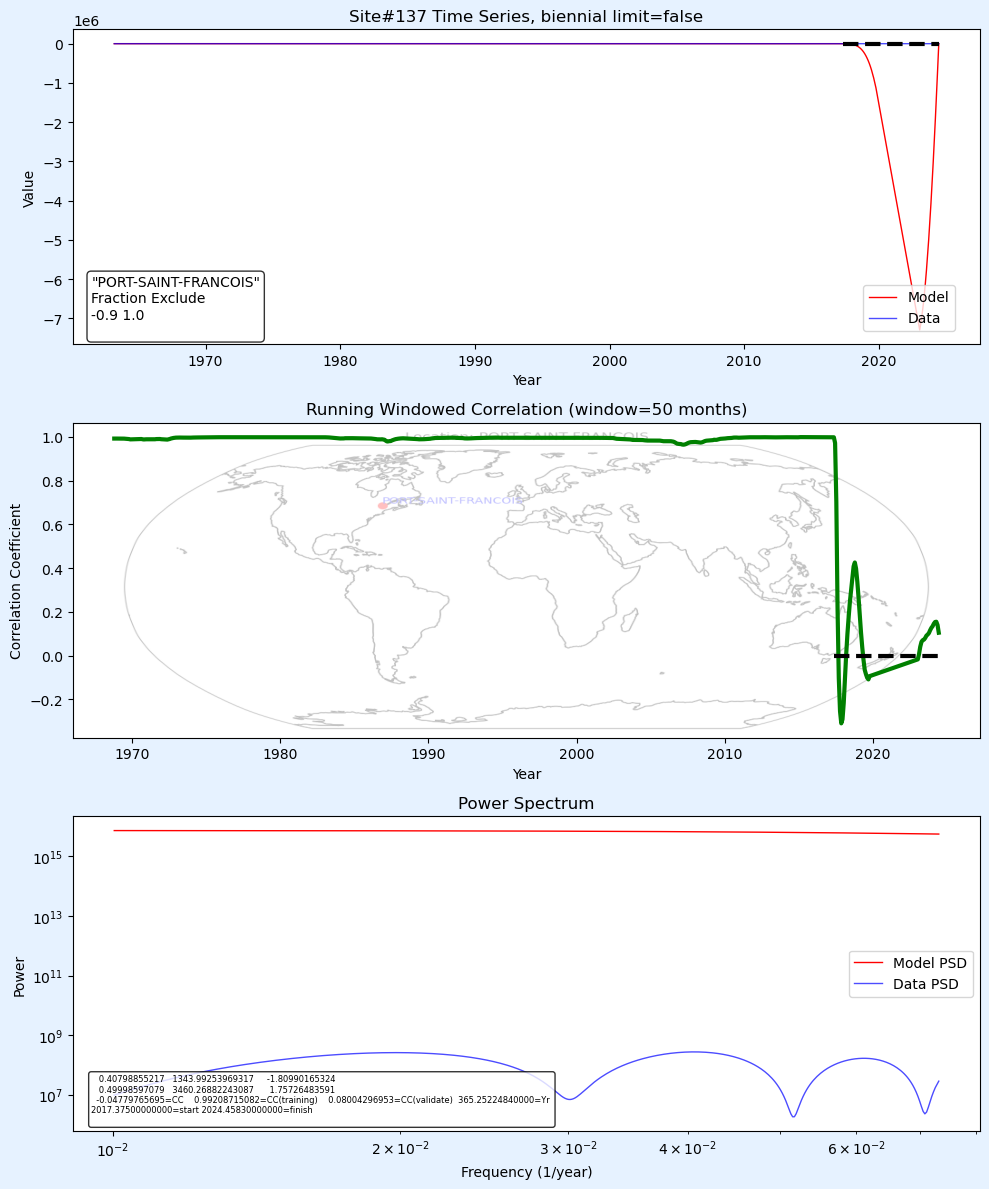 Site#137 Time Series, biennial limit=false
1e6
0
−1
−2
−3
−4
−5
−6
−7
Value
"PORT-SAINT-FRANCOIS"
Fraction Exclude
-0.9 1.0
Model
Data
1970 1980 1990 2000 2010 2020
Year
Running Windowed Correlation (window=50 months)
Location: PORT-SAINT-FRANCOIS
PORT-SAINT-FRANCOIS
1.0
0.8
0.6
0.4
0.2
0.0
−0.2
Correlation Coefficient
1970 1980 1990 2000 2010 2020
Year
Power Spectrum
10^15
10^13
10^11
10^9
10^7
Power
Model PSD
Data PSD
0.40798855217 1343.99253969317 -1.80990165324
0.49998597079 3460.26882243087 1.75726483591
-0.04779765695=CC 0.99208715082=CC(training) 0.08004296953=CC(validate) 365.25224840000=Yr
2017.37500000000=start 2024.45830000000=finish
10^−2 2 × 10^−2 3 × 10^−2 4 × 10^−2 6 × 10^−2
Frequency (1/year)